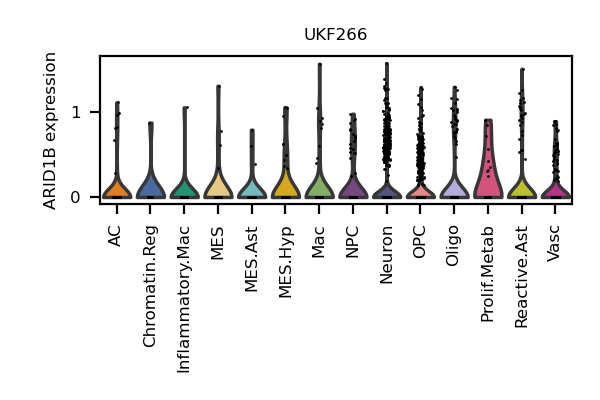 UKF266
ARID1B expression
1
0
AC
Chromatin.Reg
Inflammatory.Mac
MES
MES.Ast
MES.Hyp
Mac
NPC
Neuron
OPC
Oligo
Prolif.Metab
Reactive.Ast
Vasc